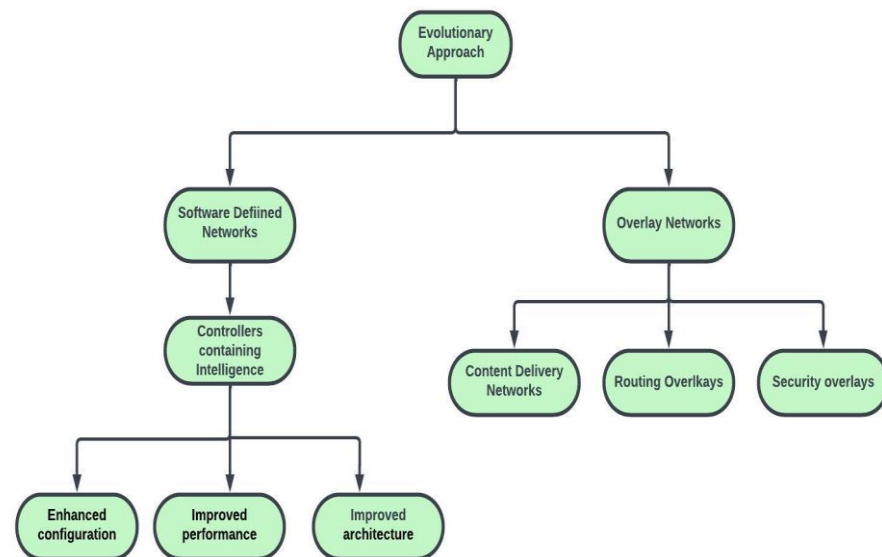 Evolutionary
Approach
Software Defiined
Networks
Overlay Networks
Controllers
containing
Intelligence
Content Delivery
Networks
Routing Overlkays
Security overlays
Enhanced
configuration
Improved
performance
Improved
architecture